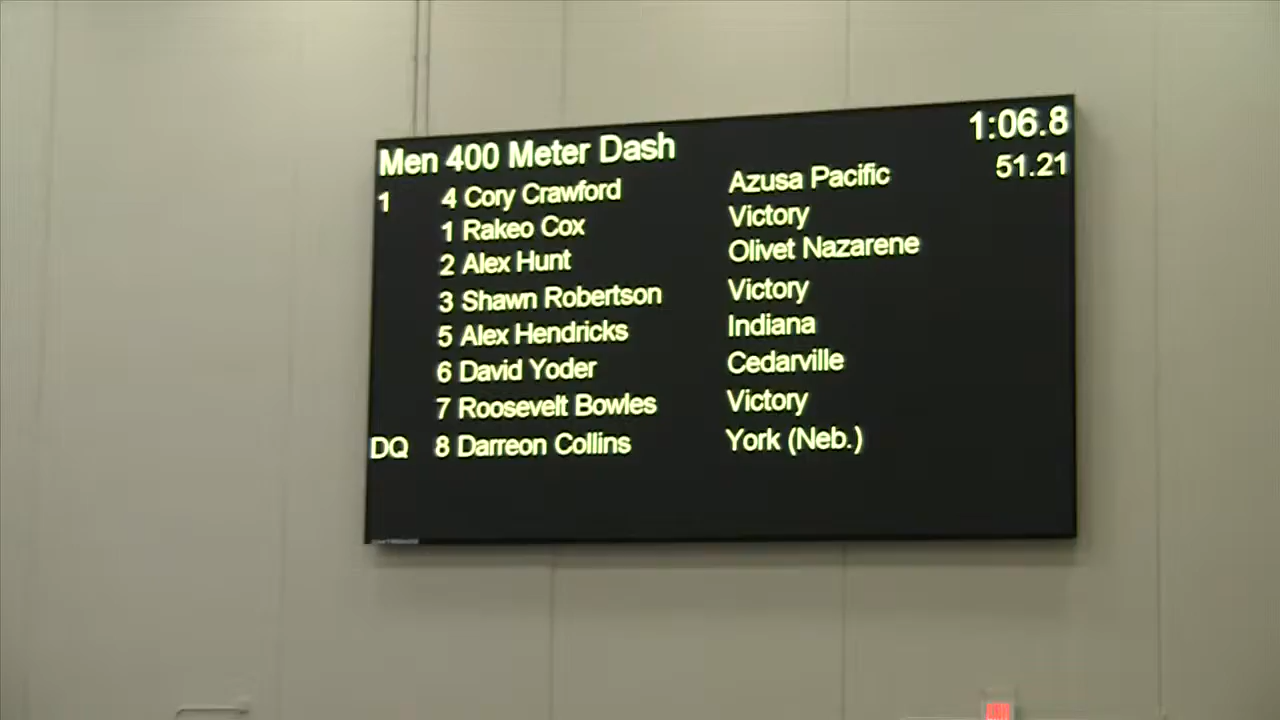 Men 400 Meter Dash 1:06.8
1 4 Cory Crawford Azusa Pacific 51.21
1 Rakeo Cox Victory
2 Alex Hunt Olivet Nazarene
3 Shawn Robertson Victory
5 Alex Hendricks Indiana
6 David Yoder Cedarville
7 Roosevelt Bowles Victory
DQ 8 Darreon Collins York (Neb.)